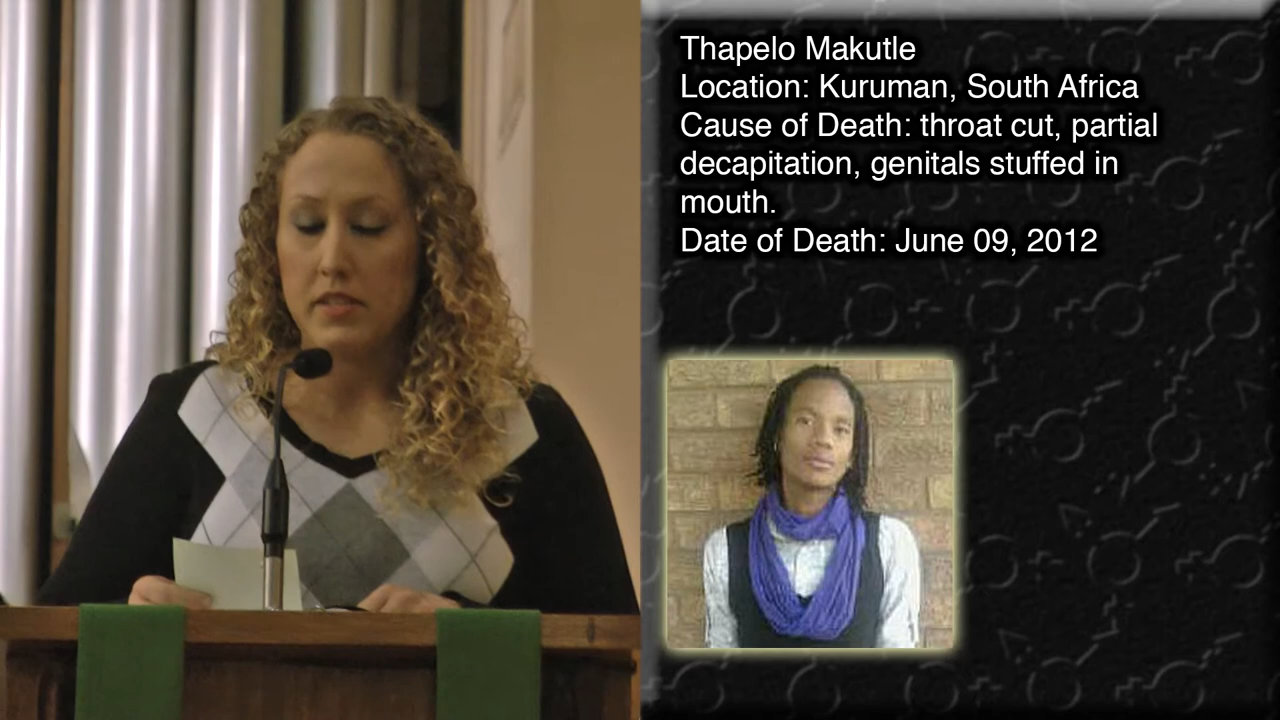 Thapelo Makutle
Location: Kuruman, South Africa
Cause of Death: throat cut, partial
decapitation, genitals stuffed in
mouth.
Date of Death: June 09, 2012